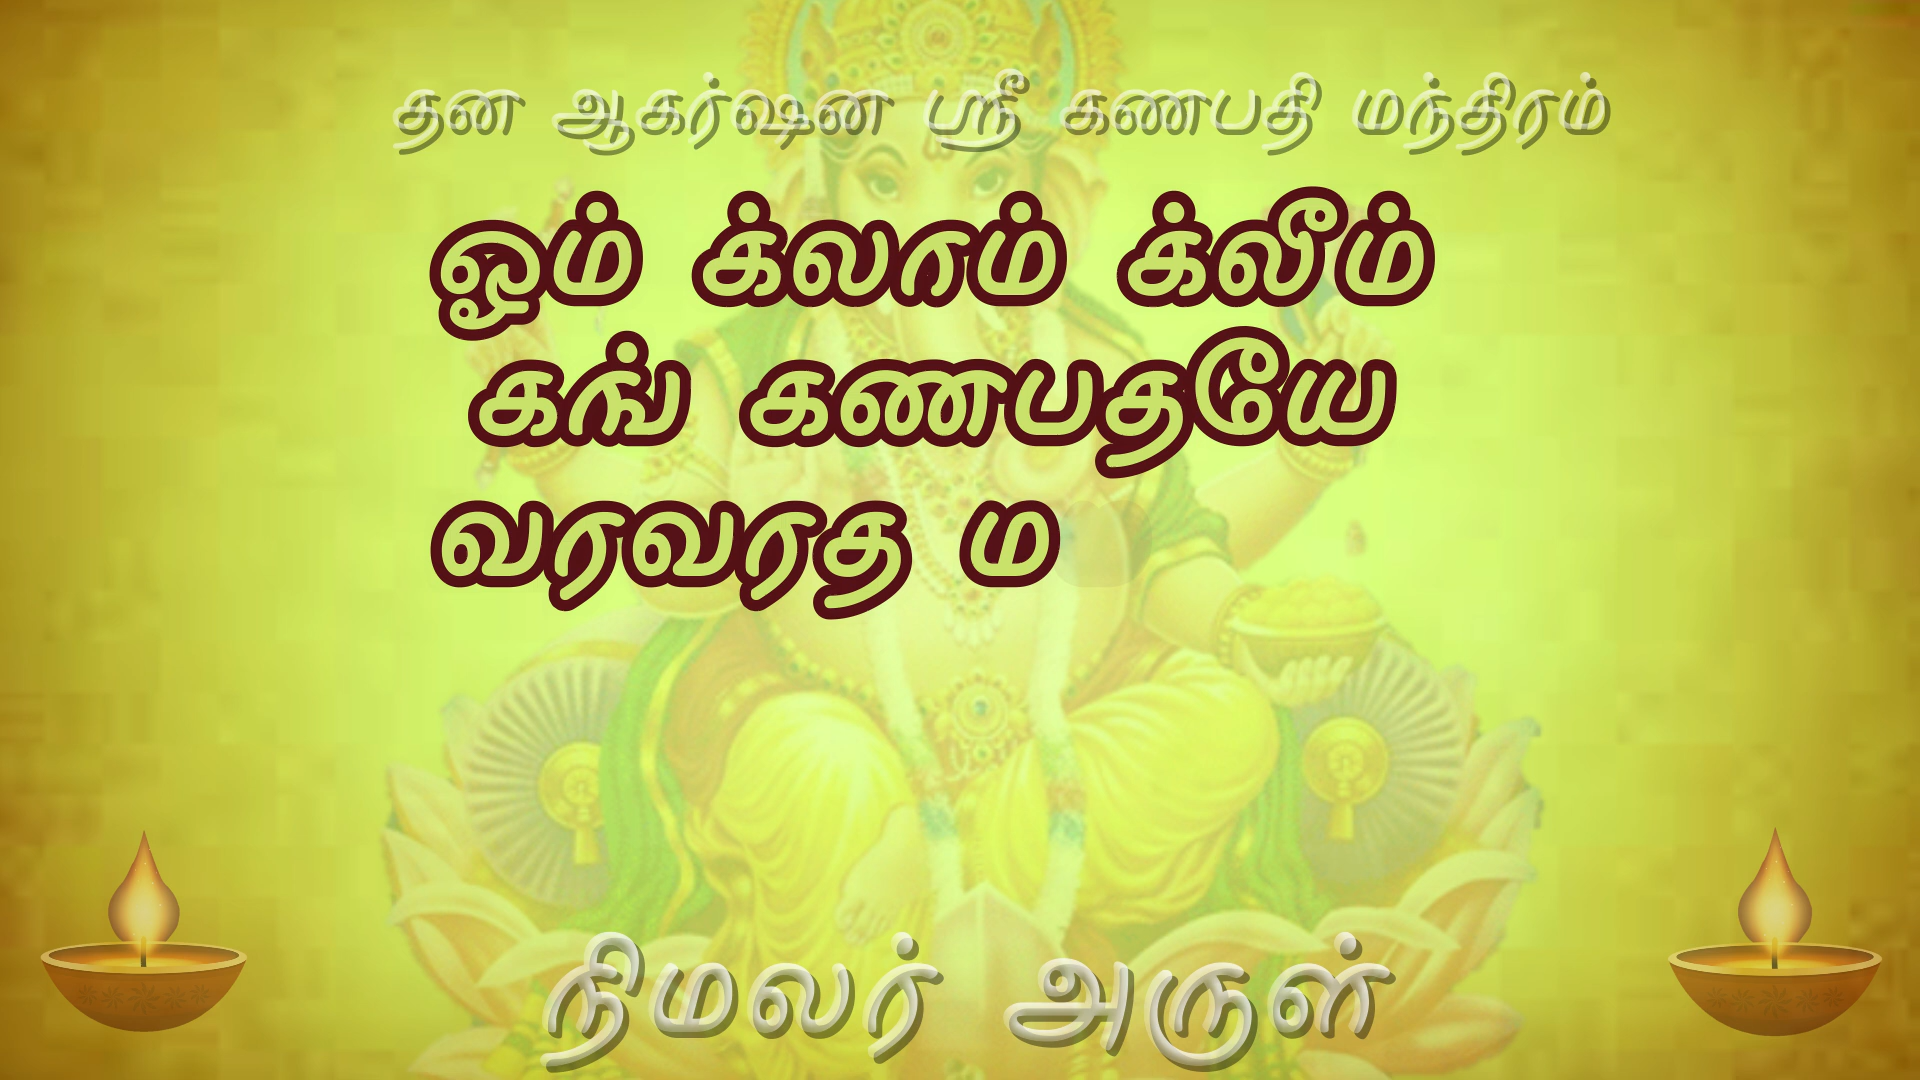 தன ஆகர்ஷன ஸ்ரீ கணபதி மந்திரம்
ஓம் க்லாம் க்லீம்
கங் கணபதயே
வரவரத ம
நிமலர் அருள்